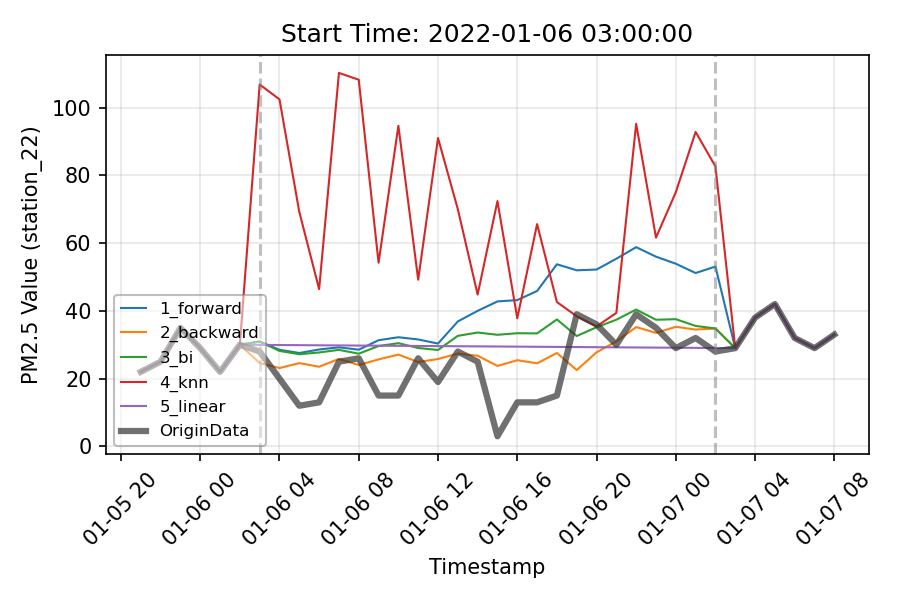 Start Time: 2022-01-06 03:00:00
PM2.5 Value (station_22)
100
80
60
40
20
0
1_forward
2_backward
3_bi
4_knn
5_linear
OriginData
01-05 20
01-06 00
01-06 04
01-06 08
01-06 12
01-06 16
01-06 20
01-07 00
01-07 04
01-07 08
Timestamp